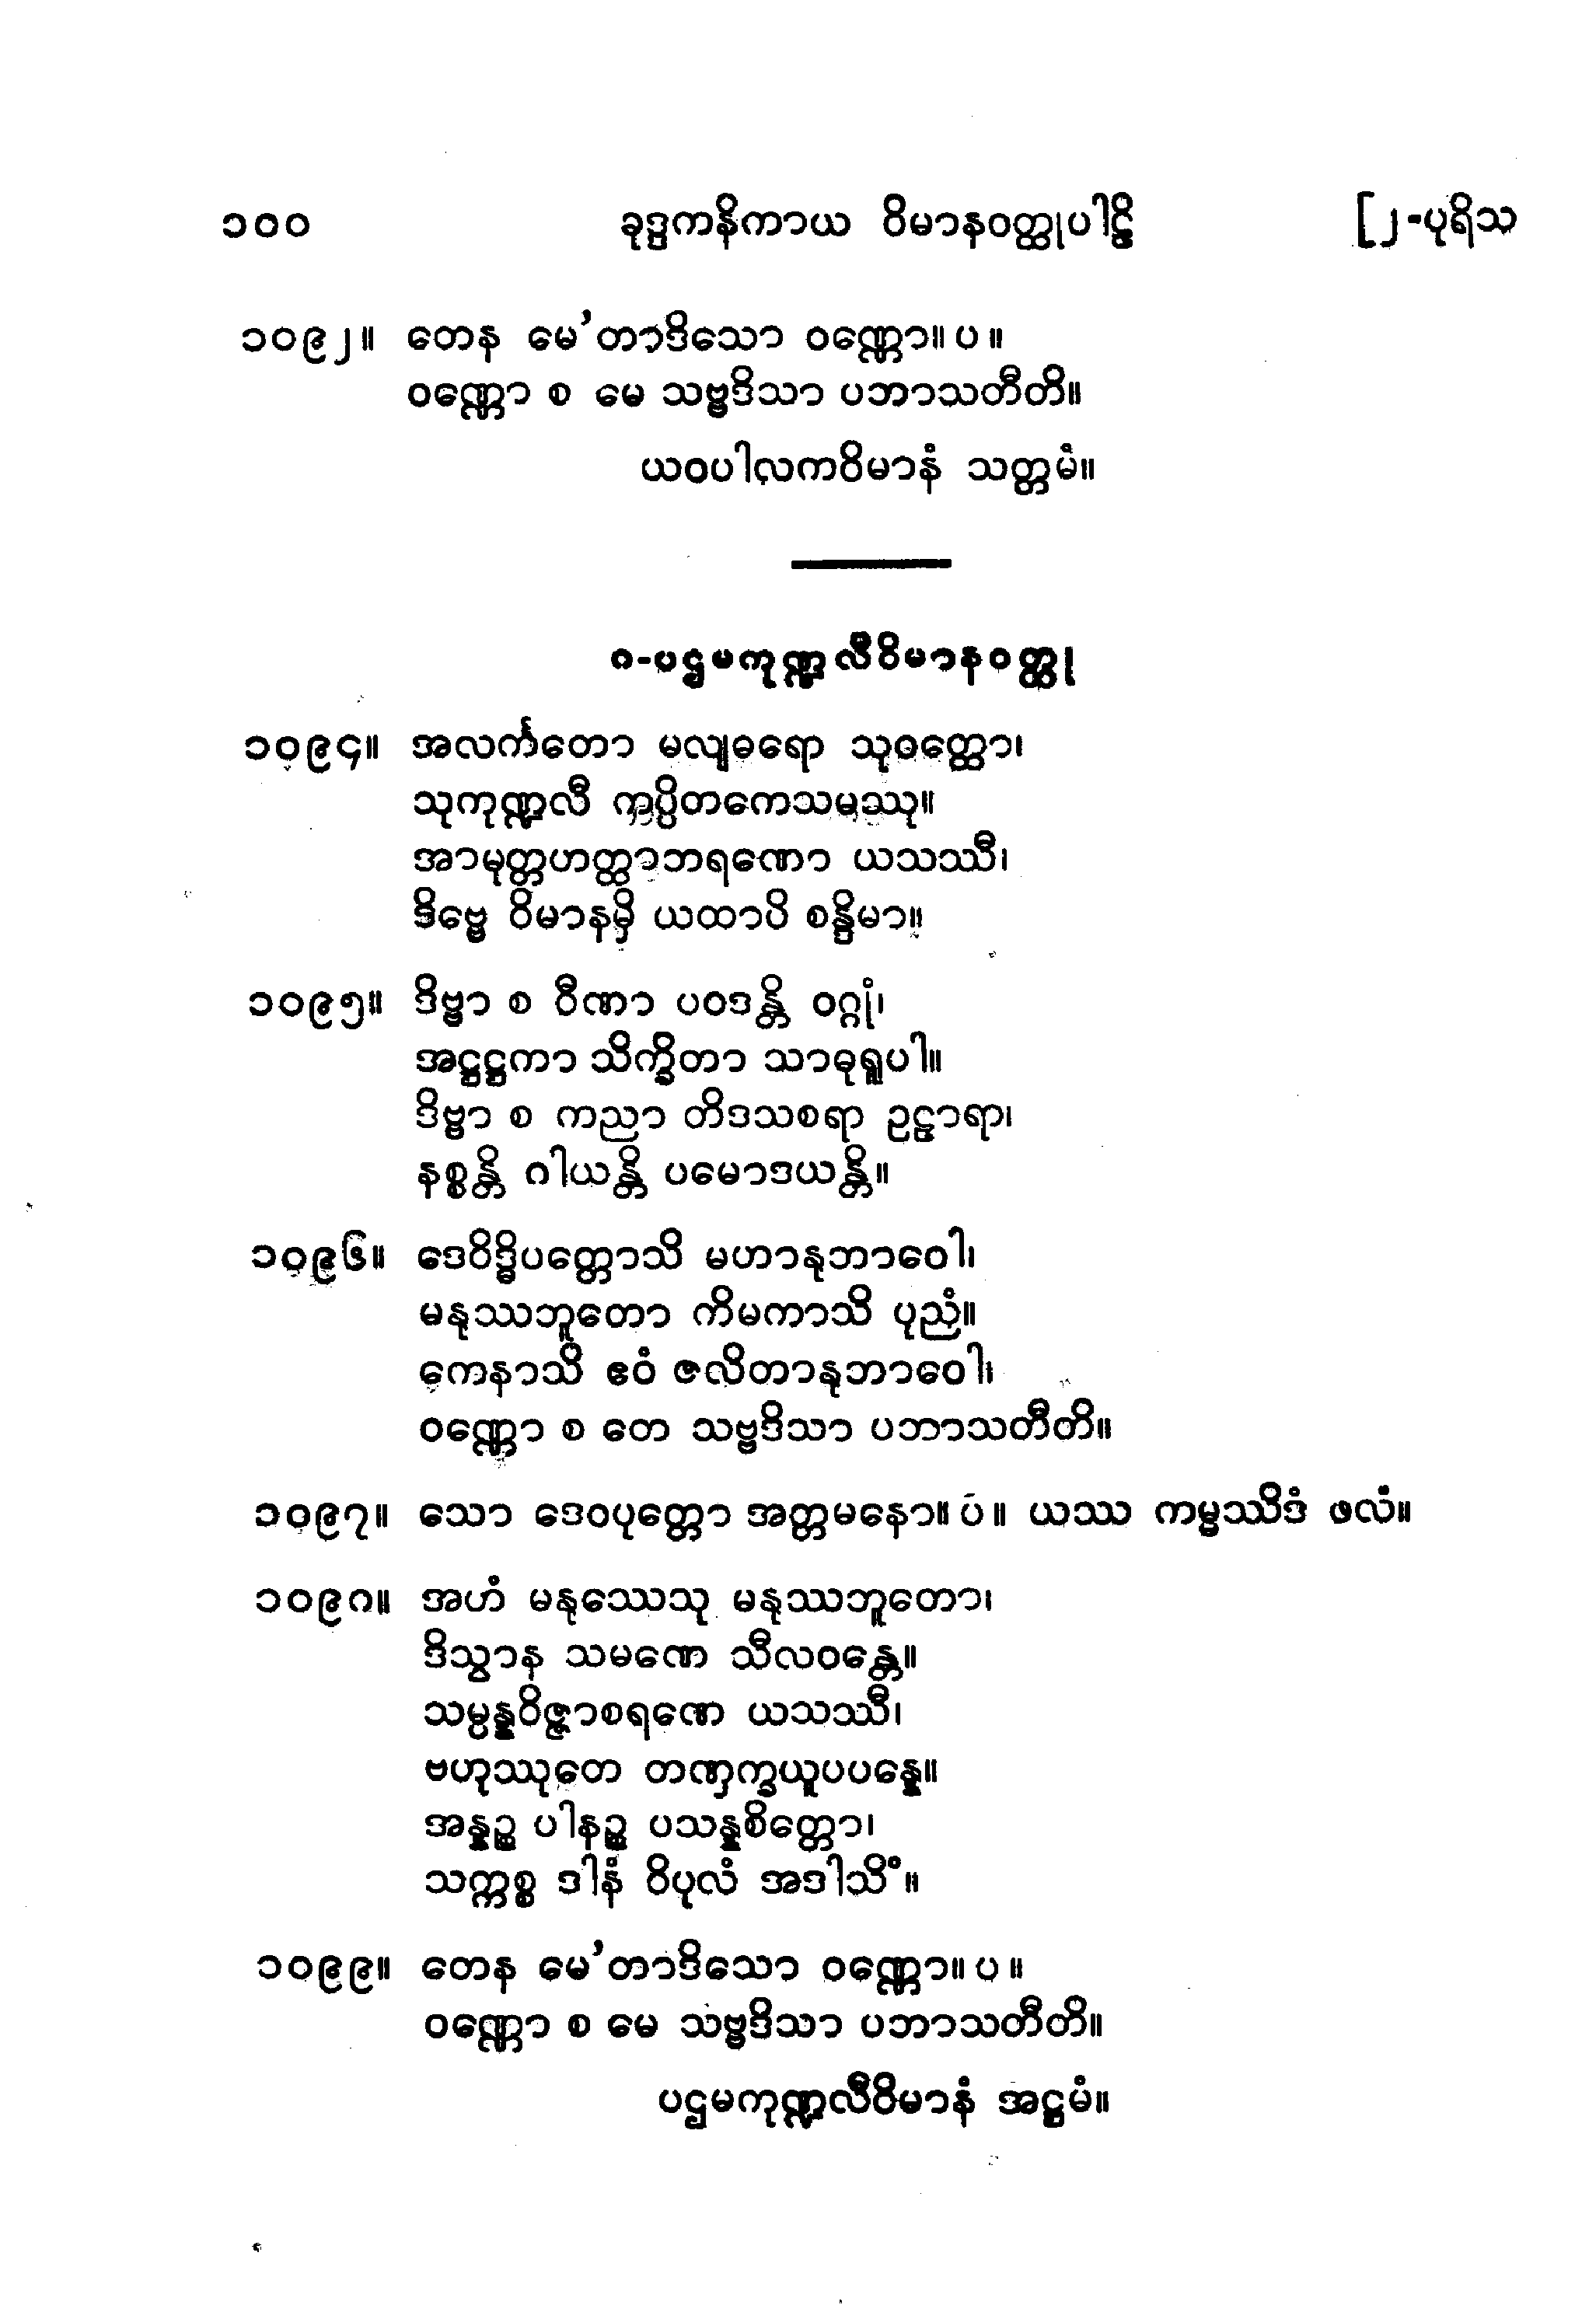 ၁၀၀ ခုဒ္ဒကနိကာယ ဝိမာနဝတ္ထုပါဠိ [၂-ပုရိသ
၁၀၉၂။ တေန မေ’တာဒိသော ဝဏ္ဏော။ ပ ။
ဝဏ္ဏော စ မေ သဗ္ဗဒိသာ ပဘာသတီတိ။
ယဝပါလကဝိမာနံ သတ္တမံ။
၈-ပဌမကုဏ္ဍလီဝိမာနဝတ္ထု
၁၀၉၄။ အလင်္ကတော မလျဓရော သုဝတ္ထော၊
သုကုဏ္ဍလီ ကပ္ပိတကေသမဿု။
အာမုတ္တဟတ္ထာဘရဏော ယသဿီ၊
ဒိဗ္ဗေ ဝိမာနမှိ ယထာပိ စန္ဒိမာ။
၁၀၉၅။ ဒိဗ္ဗာ စ ဝီဏာ ပဝဒန္တိ ဝဂ္ဂုံ၊
အဋ္ဌဋ္ဌကာ သိက္ခိတာ သာဓုရူပါ။
ဒိဗ္ဗာ စ ကညာ တိဒသစရာ ဥဠာရာ၊
နစ္စန္တိ ဂါယန္တိ ပမောဒယန္တိ။
၁၀၉၆။ ဒေဝိဒ္ဓိပတ္တောသိ မဟာနုဘာဝေါ၊
မနုဿဘူတော ကိမကာသိ ပုညံ။
ကေနာသိ ဧဝံ ဇလိတာနုဘာဝေါ၊
ဝဏ္ဏော စ တေ သဗ္ဗဒိသာ ပဘာသတီတိ။
၁၀၉၇။ သော ဒေဝပုတ္တော အတ္တမနော။ ပ ။ ယဿ ကမ္မဿိဒံ ဖလံ။
၁၀၉၈။ အဟံ မနုဿေသု မနုဿဘူတော၊
ဒိသွာန သမဏေ သီလဝန္တေ။
သမ္ပန္နဝိဇ္ဇာစရဏေ ယသဿီ၊
ဗဟုဿုတေ တဏှက္ခယူပပန္နေ။
အန္နဉ္စ ပါနဉ္စ ပသန္နစိတ္တော၊
သက္ကစ္စ ဒါနံ ဝိပုလံ အဒါသိံ။
၁၀၉၉။ တေန မေ’တာဒိသော ဝဏ္ဏော။ ပ ။
ဝဏ္ဏော စ မေ သဗ္ဗဒိသာ ပဘာသတီတိ။
ပဌမကုဏ္ဍလီဝိမာနံ အဋ္ဌမံ။